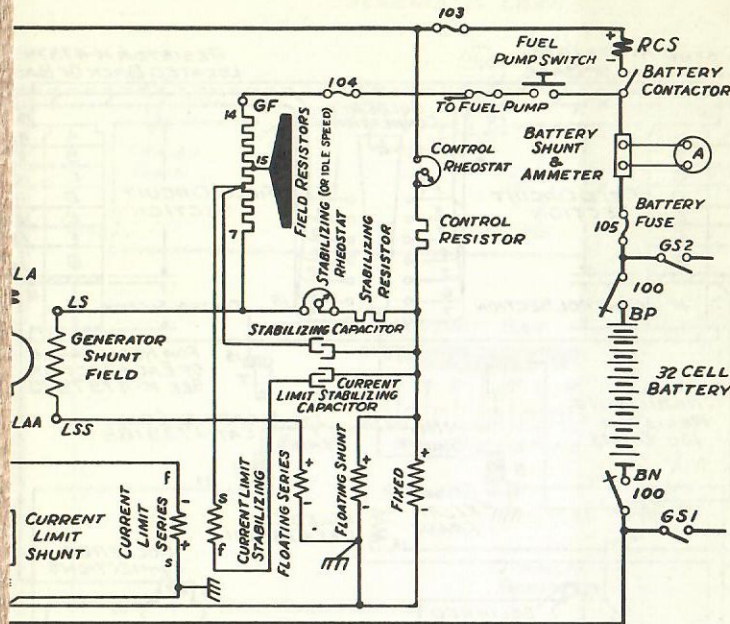 103
+
-
RCS
FUEL
PUMP SWITCH
BATTERY
CONTACTOR
104
GF
14
15
7
TO FUEL PUMP
FIELD RESISTORS
STABILIZING (OR IDLE SPEED)
RHEOSTAT
STABILIZING
RESISTOR
CONTROL
RHEOSTAT
BATTERY
SHUNT
&
AMMETER
A
CONTROL
RESISTOR
BATTERY
FUSE
105
GS2
100
BP
LA
LS
GENERATOR
SHUNT
FIELD
LAA
LSS
STABILIZING CAPACITOR
CURRENT
LIMIT STABILIZING
CAPACITOR
32 CELL
BATTERY
BN
100
GS1
CURRENT
LIMIT
SHUNT
CURRENT
LIMIT
SERIES
f
-
+
s
CURRENT LIMIT
STABILIZING
s
f
FLOATING SERIES
+
-
FLOATING SHUNT
+
-
FIXED
+